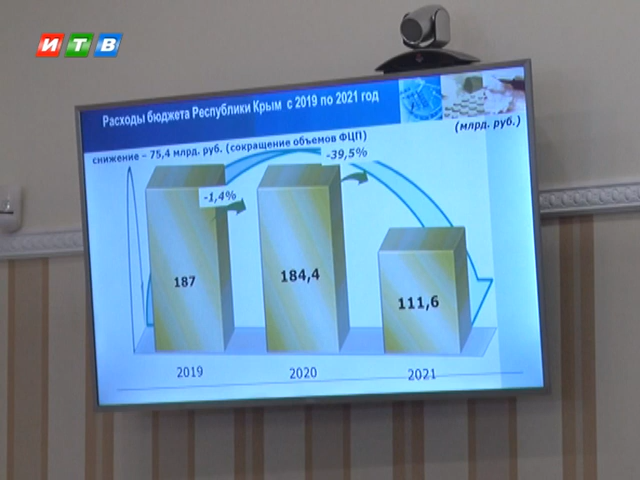 ИТВ
Расходы бюджета Республики Крым с 2019 по 2021 год
(млрд. руб.)
снижение – 75,4 млрд. руб. (сокращение объемов ФЦП)
-39,5%
-1,4%
187
184,4
111,6
2019
2020
2021